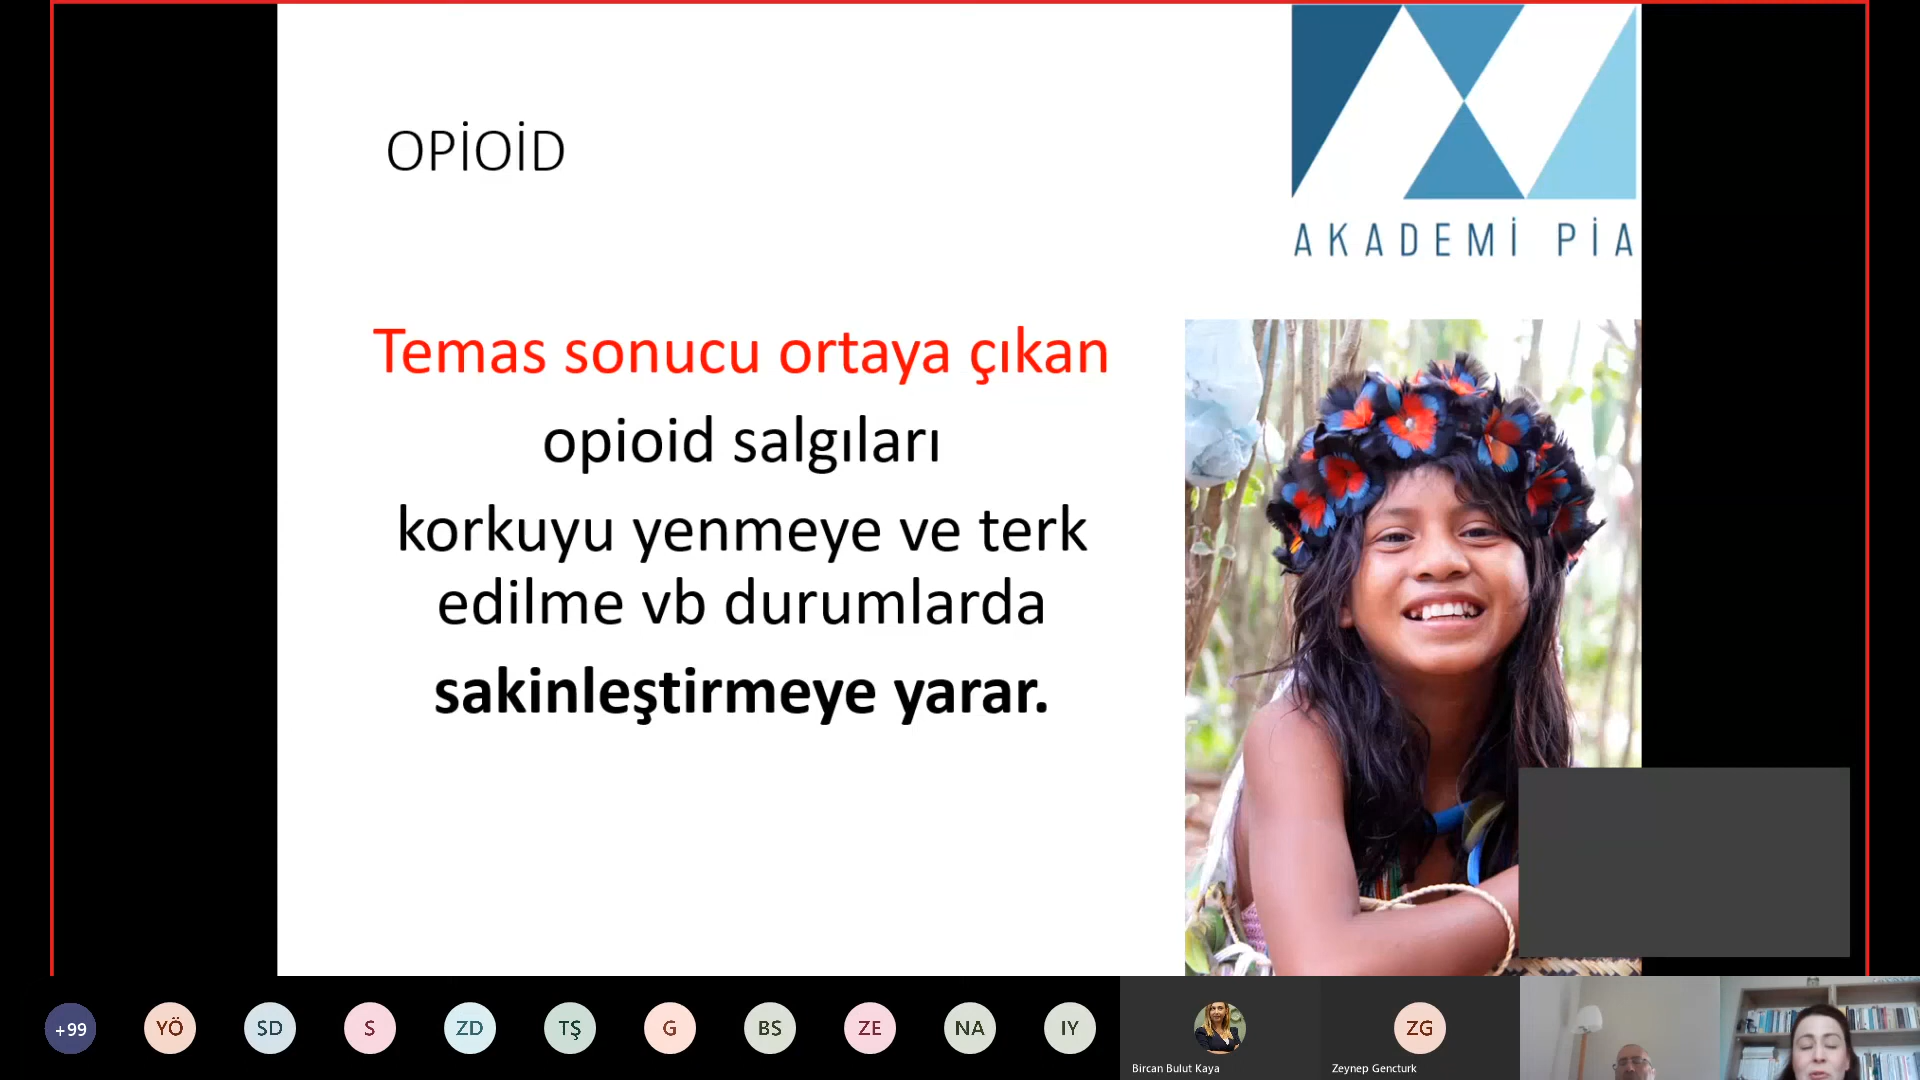 OPİOİD
AKADEMİ PİA
Temas sonucu ortaya çıkan
opioid salgıları
korkuyu yenmeye ve terk
edilme vb durumlarda
sakinleştirmeye yarar.
+99
YÖ
SD
S
ZD
TŞ
G
BS
ZE
NA
IY
ZG
Bircan Bulut Kaya
Zeynep Gencturk